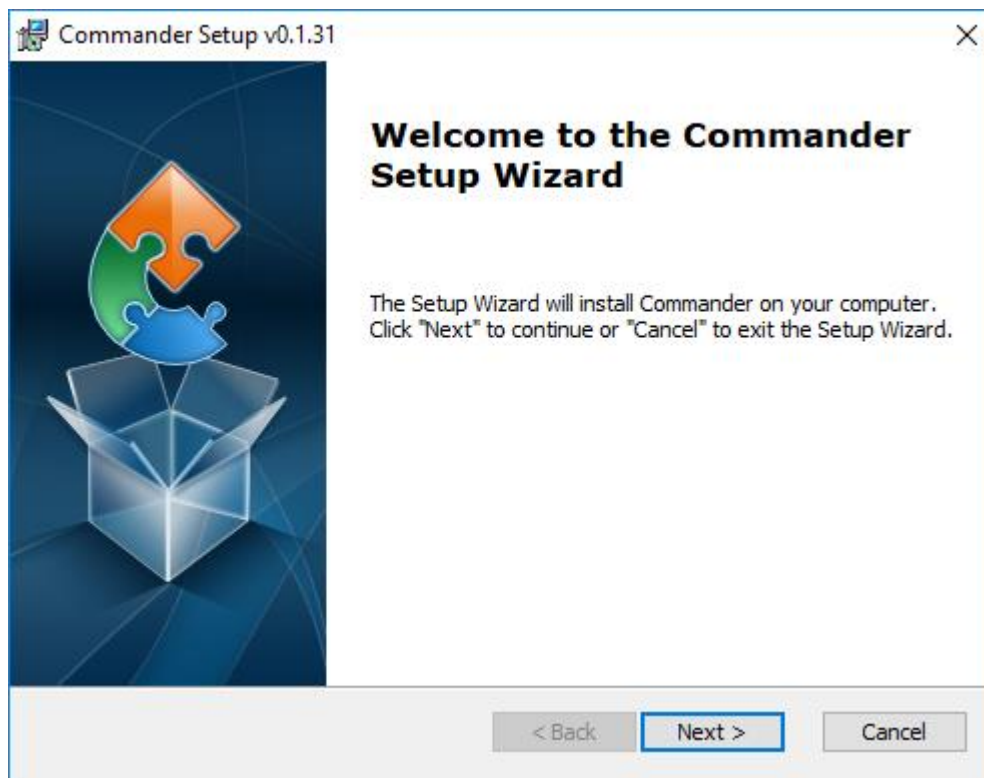 Commander Setup v0.1.31
Welcome to the Commander
Setup Wizard
The Setup Wizard will install Commander on your computer.
Click "Next" to continue or "Cancel" to exit the Setup Wizard.
< Back
Next >
Cancel